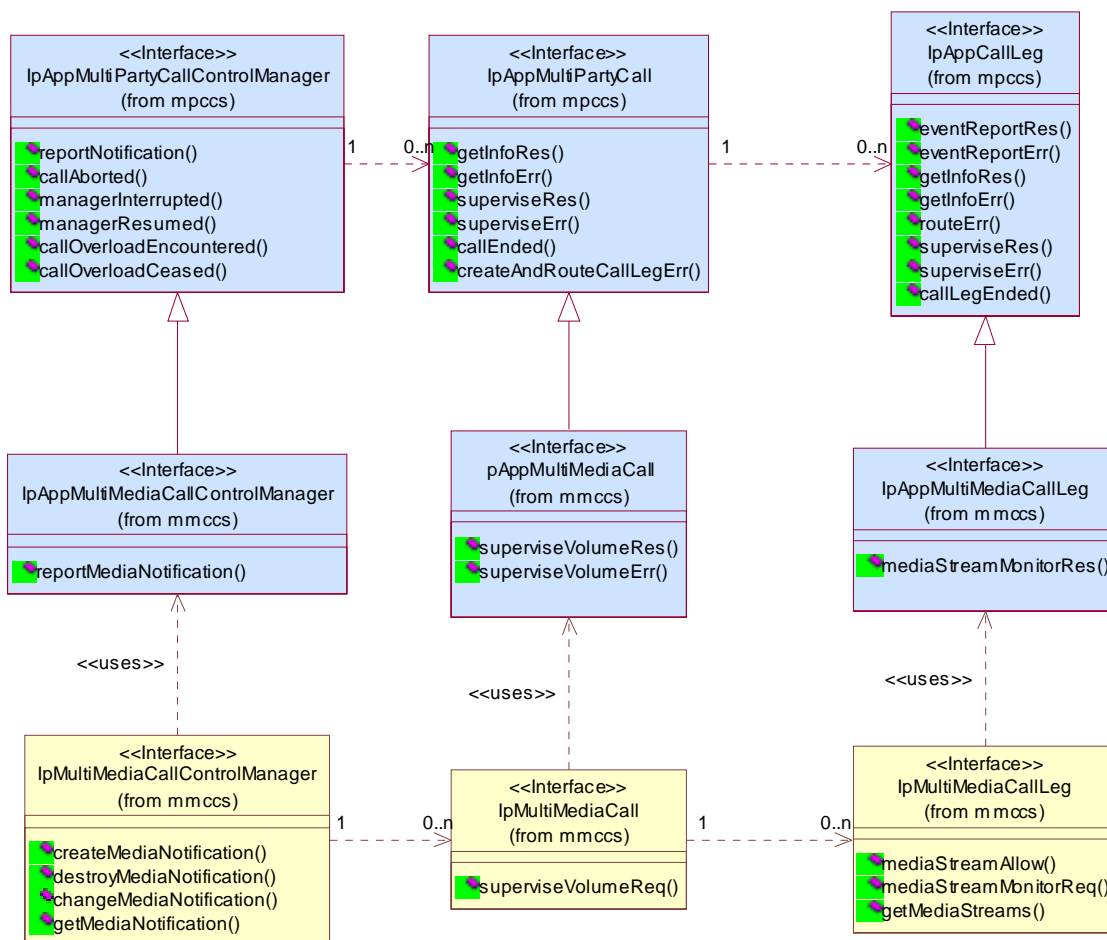 <<Interface>>
IpAppMultiPartyCallControlManager
(from mpccs)
reportNotification()
callAborted()
managerInterrupted()
managerResumed()
callOverloadEncountered()
callOverloadCeased()
1
0..n
<<Interface>>
IpAppMultiPartyCall
(from mpccs)
getInfoRes()
getInfoErr()
superviseRes()
superviseErr()
callEnded()
createAndRouteCallLegErr()
1
0..n
<<Interface>>
IpAppCallLeg
(from mpccs)
eventReportRes()
eventReportErr()
getInfoRes()
getInfoErr()
routeErr()
superviseRes()
superviseErr()
callLegEnded()
<<Interface>>
IpAppMultiMediaCallControlManager
(from mmccs)
reportMediaNotification()
<<Interface>>
pAppMultiMediaCall
(from mmccs)
superviseVolumeRes()
superviseVolumeErr()
<<Interface>>
IpAppMultiMediaCallLeg
(from mmccs)
mediaStreamMonitorRes()
<<uses>>
<<uses>>
<<uses>>
<<Interface>>
IpMultiMediaCallControlManager
(from mmccs)
createMediaNotification()
destroyMediaNotification()
changeMediaNotification()
getMediaNotification()
1
0..n
<<Interface>>
IpMultiMediaCall
(from mmccs)
superviseVolumeReq()
1
0..n
<<Interface>>
IpMultiMediaCallLeg
(from mmccs)
mediaStreamAllow()
mediaStreamMonitorReq()
getMediaStreams()